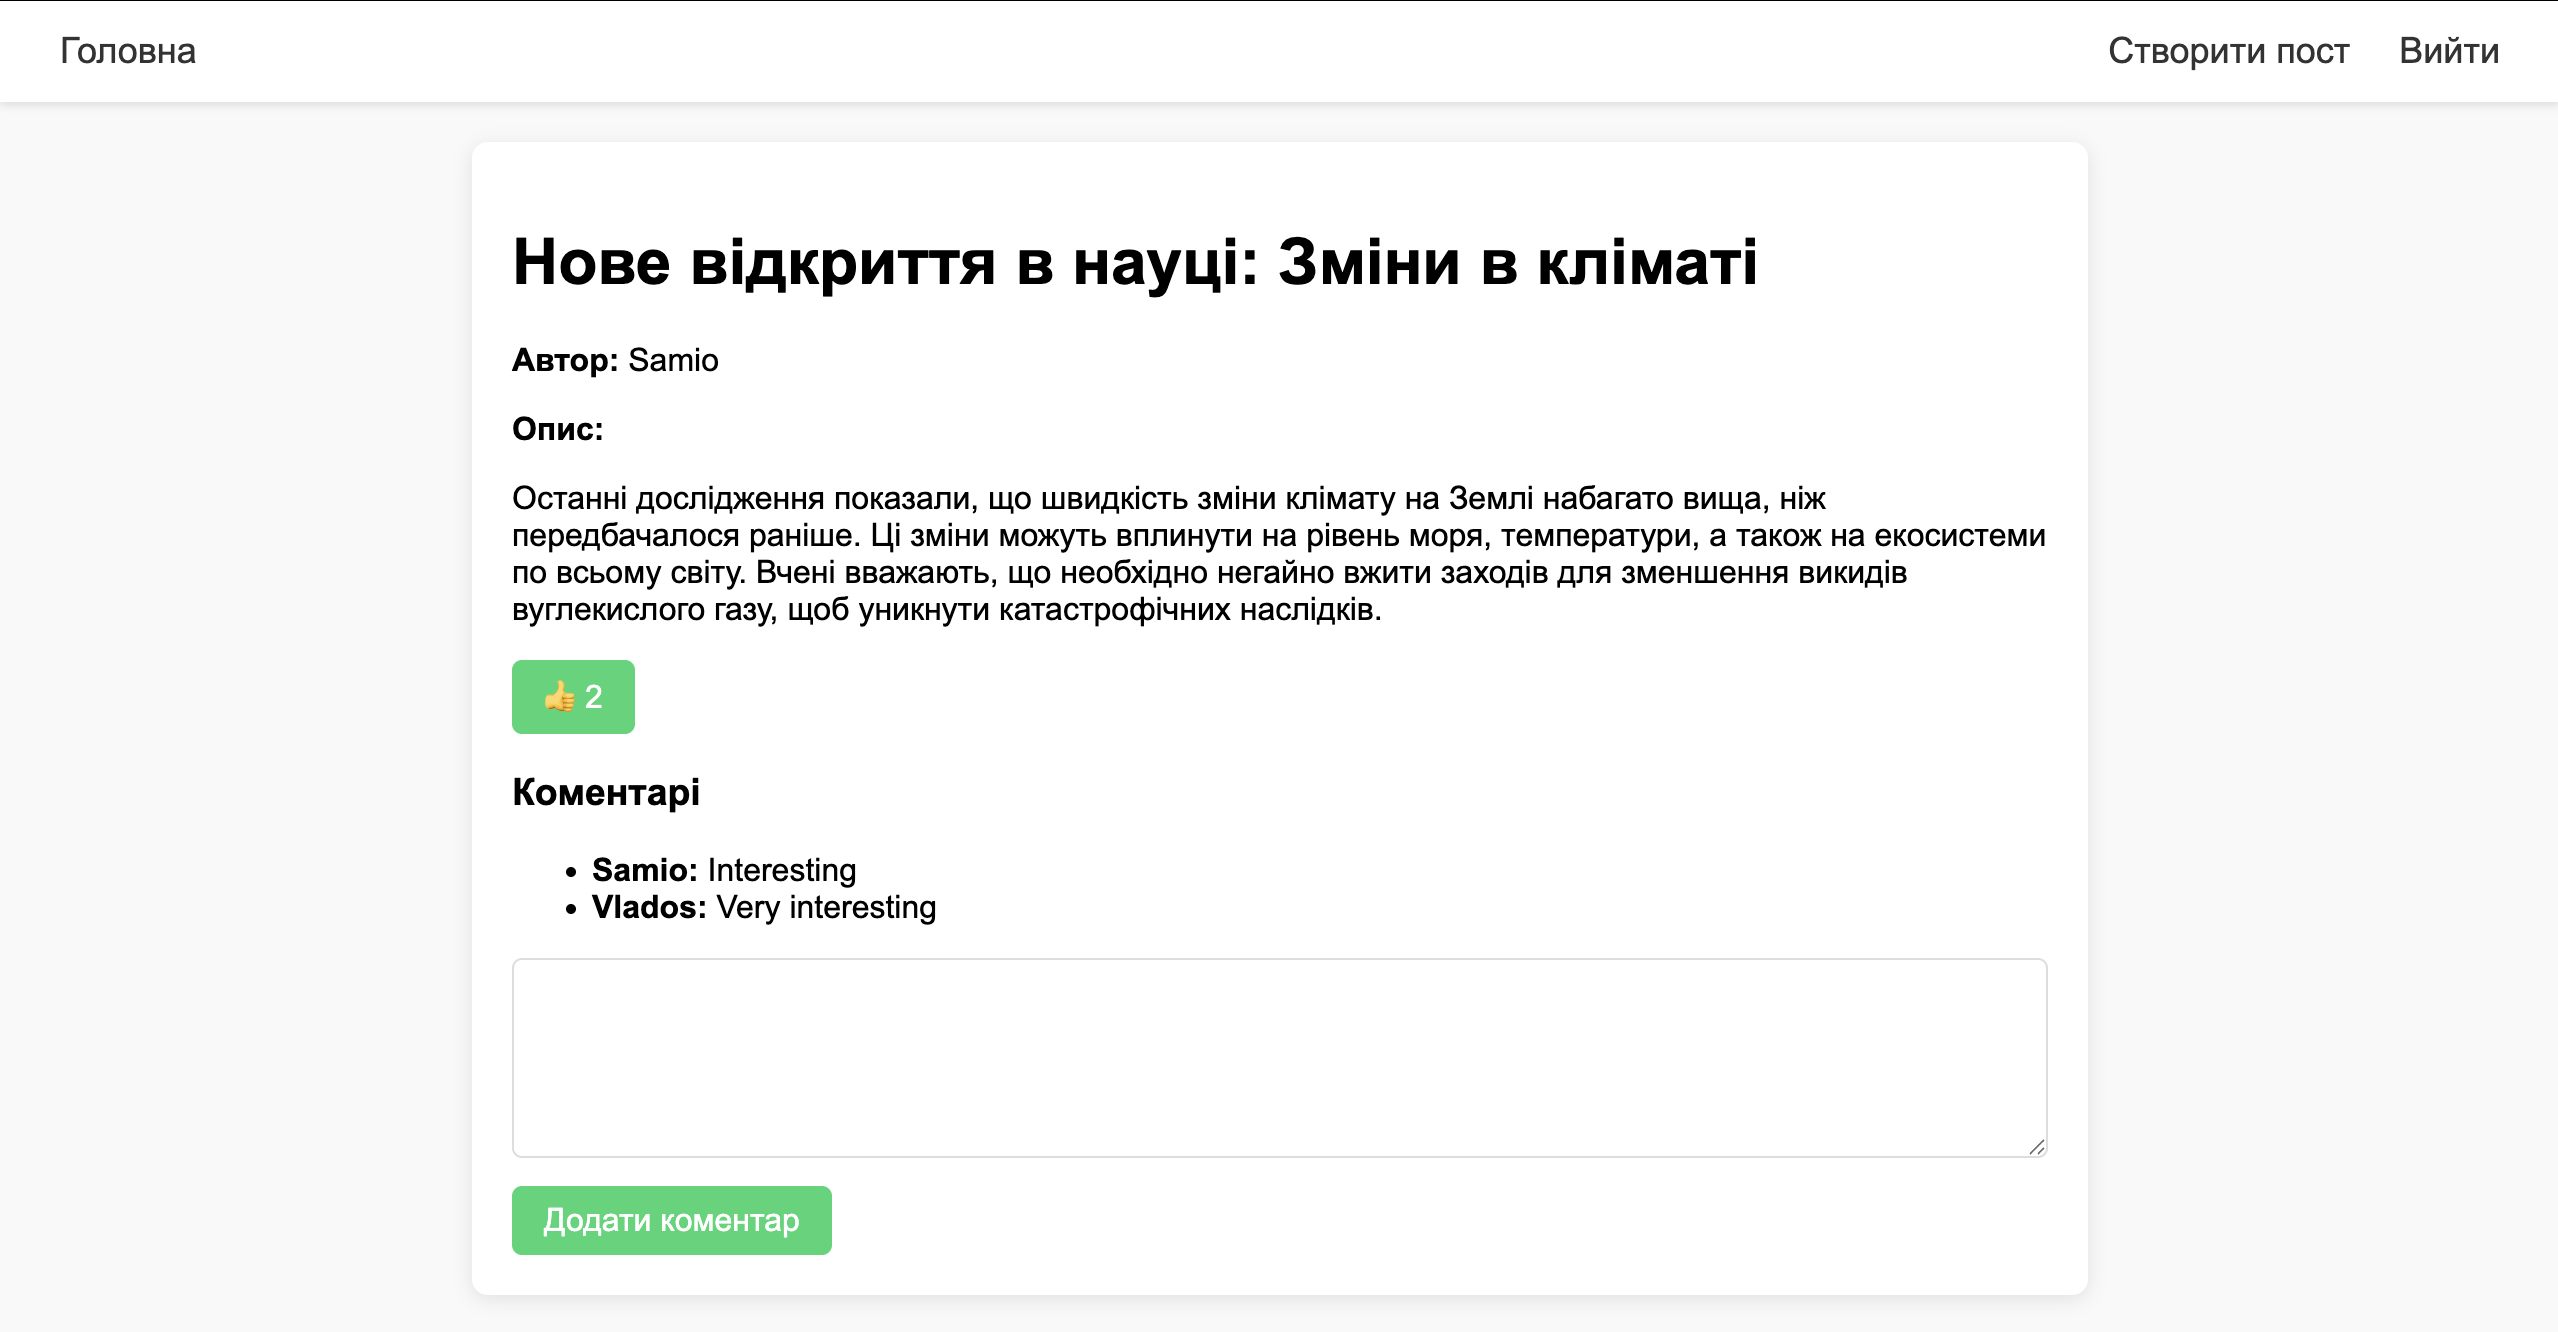 Головна
Створити пост
Вийти
Нове відкриття в науці: Зміни в кліматі
Автор: Samio
Опис:
Останні дослідження показали, що швидкість зміни клімату на Землі набагато вища, ніж
передбачалося раніше. Ці зміни можуть вплинути на рівень моря, температури, а також на екосистеми
по всьому світу. Вчені вважають, що необхідно негайно вжити заходів для зменшення викидів
вуглекислого газу, щоб уникнути катастрофічних наслідків.
👍 2
Коментарі
• Samio: Interesting
• Vlados: Very interesting
Додати коментар